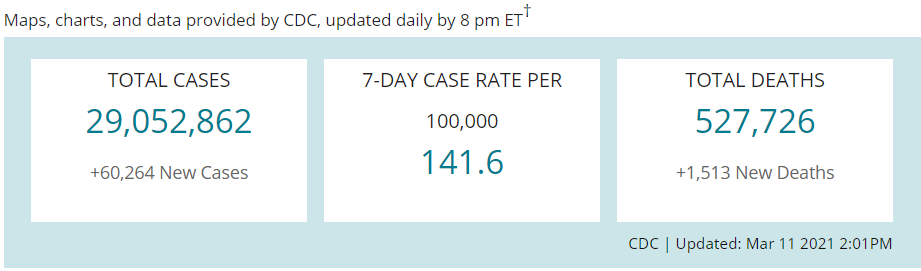 Maps, charts, and data provided by CDC, updated daily by 8 pm ET†
TOTAL CASES
29,052,862
+60,264 New Cases
7-DAY CASE RATE PER
100,000
141.6
TOTAL DEATHS
527,726
+1,513 New Deaths
CDC | Updated: Mar 11 2021 2:01PM